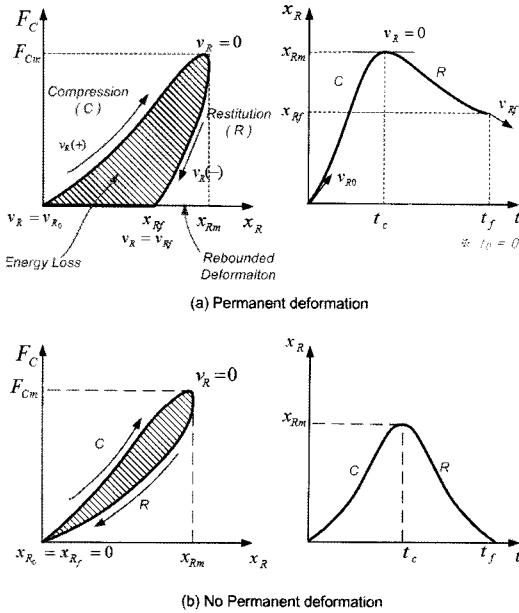 F_C
F_Cm
v_R = 0
Compression
( C )
Restitution
( R )
v_R(+)
v_R(−)
v_R = v_R0
x_Rf
x_Rm
x_R
v_R = v_Rf
Energy Loss
Rebounded
Deformaiton
x_R
v_R = 0
x_Rm
C
R
x_Rf
v_Rf
v_R0
t_c
t_f
t
※ t_0 = 0
(a) Permanent deformation
F_C
F_Cm
v_R = 0
C
R
x_R0 = x_Rf = 0
x_Rm
x_R
x_R
x_Rm
C
R
t_c
t_f
t
(b) No Permanent deformation